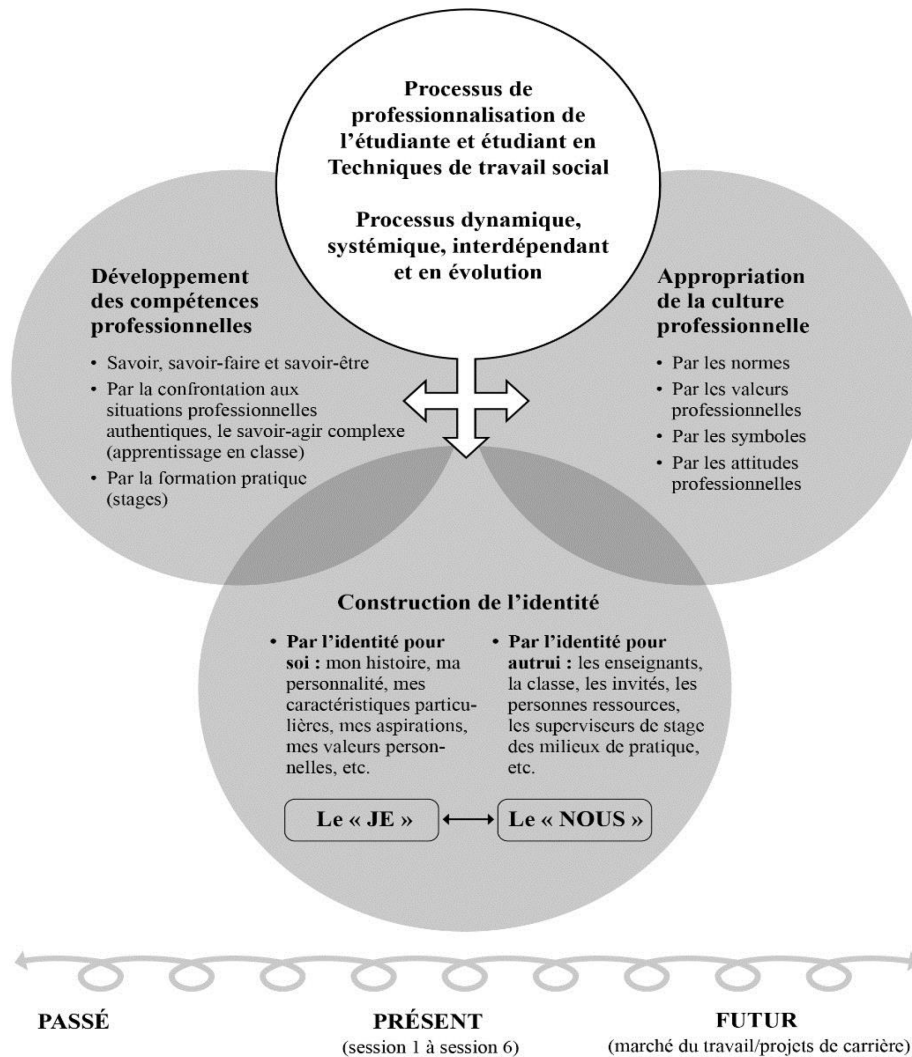 Processus de
professionnalisation de
l’étudiante et étudiant en
Techniques de travail social
Processus dynamique,
systémique, interdépendant
et en évolution
Développement
des compétences
professionnelles
• Savoir, savoir-faire et savoir-être
• Par la confrontation aux
situations professionnelles
authentiques, le savoir-agir complexe
(apprentissage en classe)
• Par la formation pratique
(stages)
Appropriation
de la culture
professionnelle
• Par les normes
• Par les valeurs
professionnelles
• Par les symboles
• Par les attitudes
professionnelles
Construction de l’identité
• Par l’identité pour
soi : mon histoire, ma
personnalité, mes
caractéristiques particu-
lières, mes aspirations,
mes valeurs person-
nelles, etc.
• Par l’identité pour
autrui : les enseignants,
la classe, les invités, les
personnes ressources,
les superviseurs de stage
des milieux de pratique,
etc.
Le « JE »
Le « NOUS »
PASSÉ
PRÉSENT
(session 1 à session 6)
FUTUR
(marché du travail/projets de carrière)